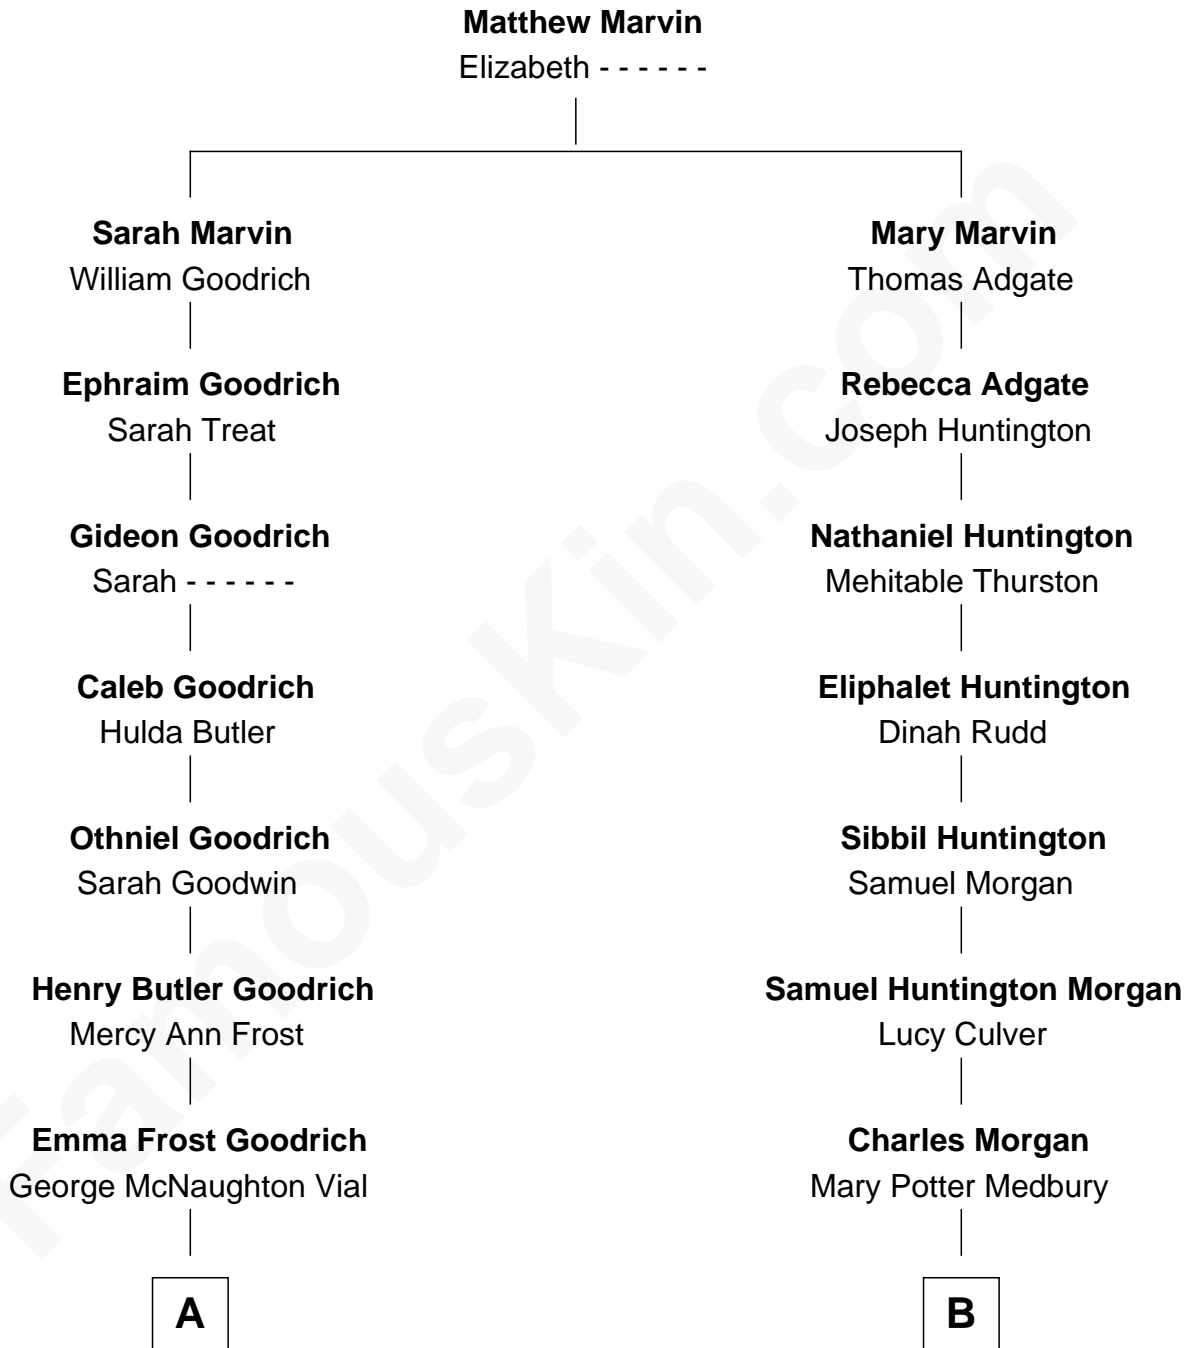 Matthew Marvin
Elizabeth - - - - - -
Sarah Marvin
William Goodrich
Mary Marvin
Thomas Adgate
Ephraim Goodrich
Sarah Treat
Rebecca Adgate
Joseph Huntington
Gideon Goodrich
Sarah - - - - - -
Nathaniel Huntington
Mehitable Thurston
Caleb Goodrich
Hulda Butler
Eliphalet Huntington
Dinah Rudd
Othniel Goodrich
Sarah Goodwin
Sibbil Huntington
Samuel Morgan
Henry Butler Goodrich
Mercy Ann Frost
Samuel Huntington Morgan
Lucy Culver
Emma Frost Goodrich
George McNaughton Vial
Charles Morgan
Mary Potter Medbury
A
B
FamousKin.com